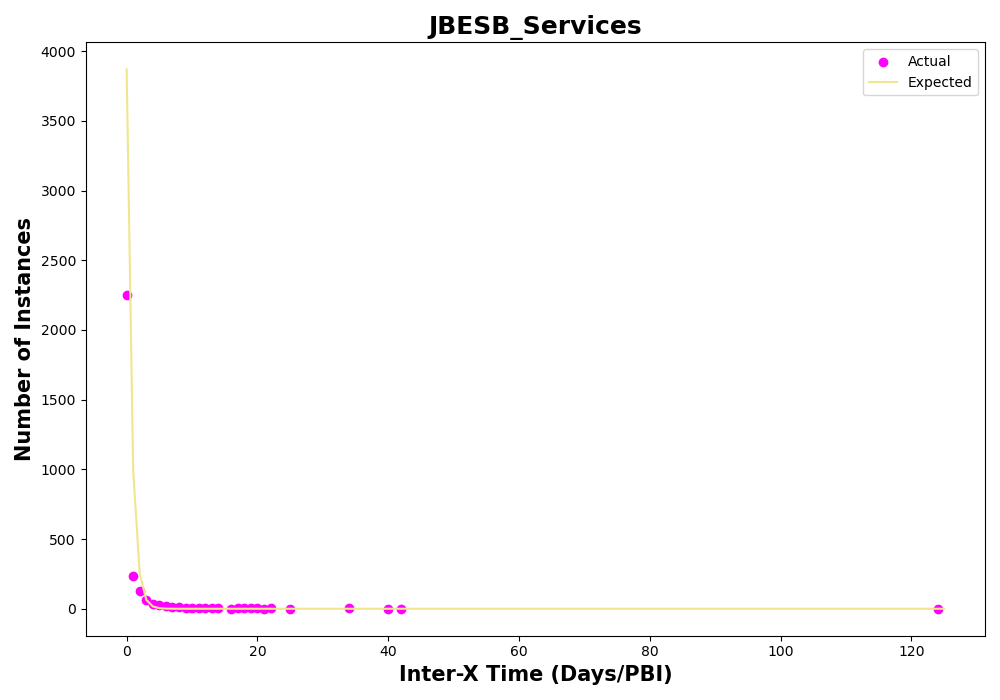 JBESB_Services
Actual
Expected
Number of Instances
4000
3500
3000
2500
2000
1500
1000
500
0
0 20 40 60 80 100 120
Inter-X Time (Days/PBI)